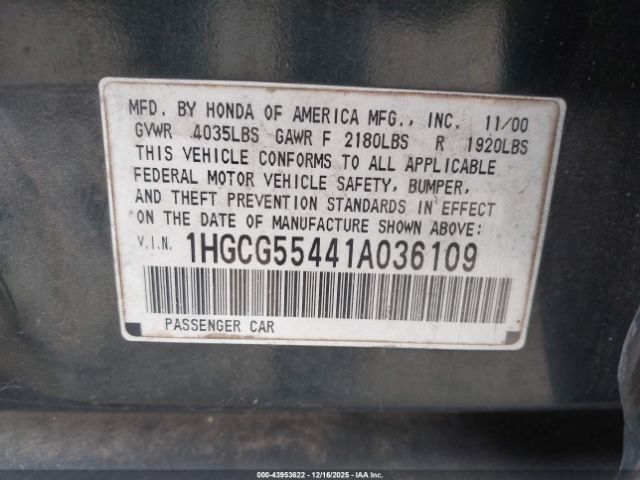 MFD. BY HONDA OF AMERICA MFG., INC. 11/00
GVWR 4035LBS GAWR F 2180LBS R 1920LBS
THIS VEHICLE CONFORMS TO ALL APPLICABLE
FEDERAL MOTOR VEHICLE SAFETY, BUMPER,
AND THEFT PREVENTION STANDARDS IN EFFECT
ON THE DATE OF MANUFACTURE SHOWN ABOVE:
V.I.N. 1HGCG55441A036109
PASSENGER CAR
000-43953622 - 12/16/2025 - IAA Inc.